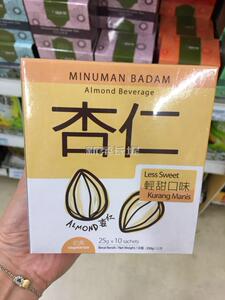 MINUMAN BADAM
Almond Beverage
杏仁
Less Sweet
輕甜口味
Kurang Manis
ALMOND 杏仁
25g x 10 sachets